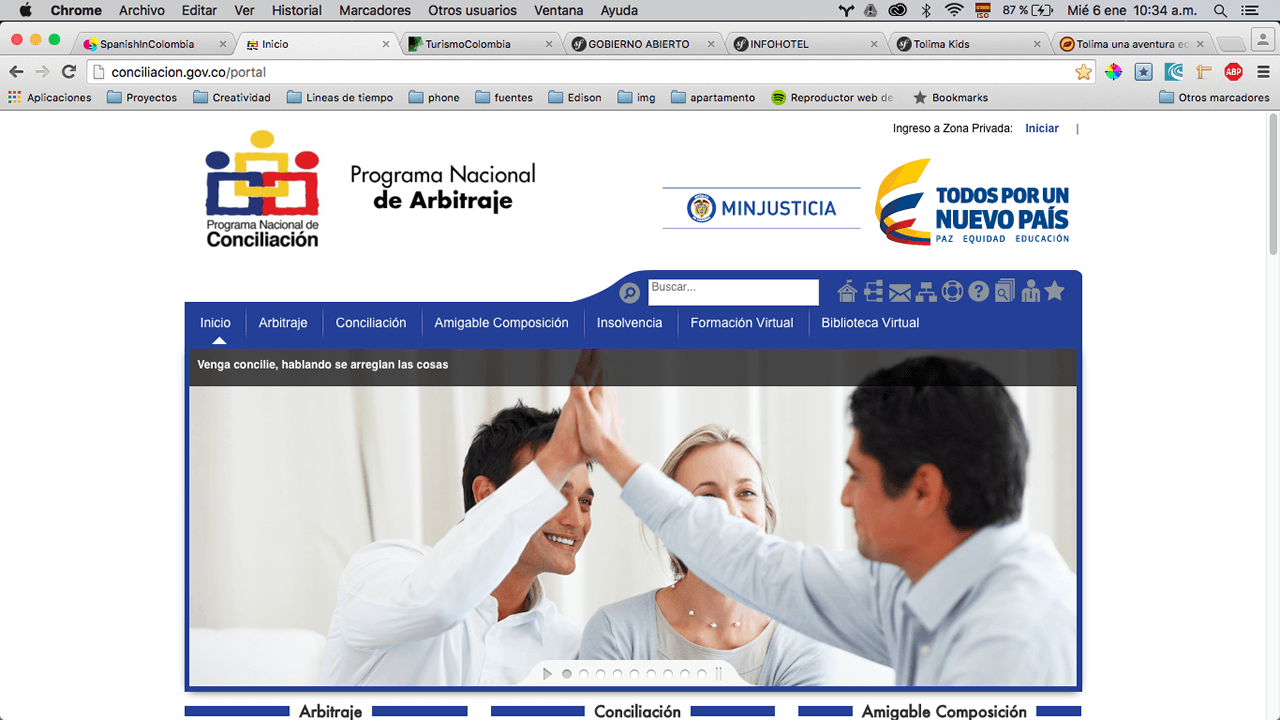 Chrome Archivo Editar Ver Historial Marcadores Otros usuarios Ventana Ayuda ISO 87 % Mié 6 ene 10:34 a.m.
SpanishInColombia Inicio TurismoColombia GOBIERNO ABIERTO INFOHOTEL Tolima Kids Tolima una aventura ec
conciliacion.gov.co/portal ABP
Aplicaciones Proyectos Creatividad Lineas de tiempo phone fuentes Edison img apartamento Reproductor web de Bookmarks Otros marcadores
Ingreso a Zona Privada: Iniciar |
Programa Nacional de
Conciliación
Programa Nacional
de Arbitraje
MINJUSTICIA
TODOS POR UN
NUEVO PAÍS
PAZ EQUIDAD EDUCACIÓN
Buscar...
Inicio Arbitraje Conciliación Amigable Composición Insolvencia Formación Virtual Biblioteca Virtual
Venga concilie, hablando se arreglan las cosas
Arbitraje Conciliación Amigable Composición